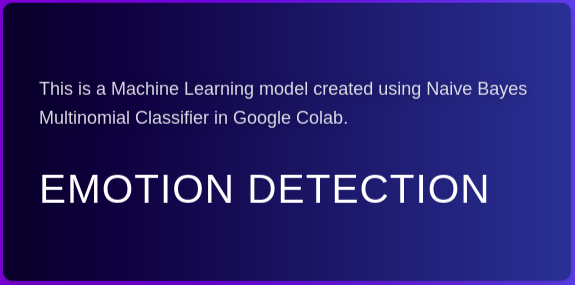 This is a Machine Learning model created using Naive Bayes
Multinomial Classifier in Google Colab.
EMOTION DETECTION